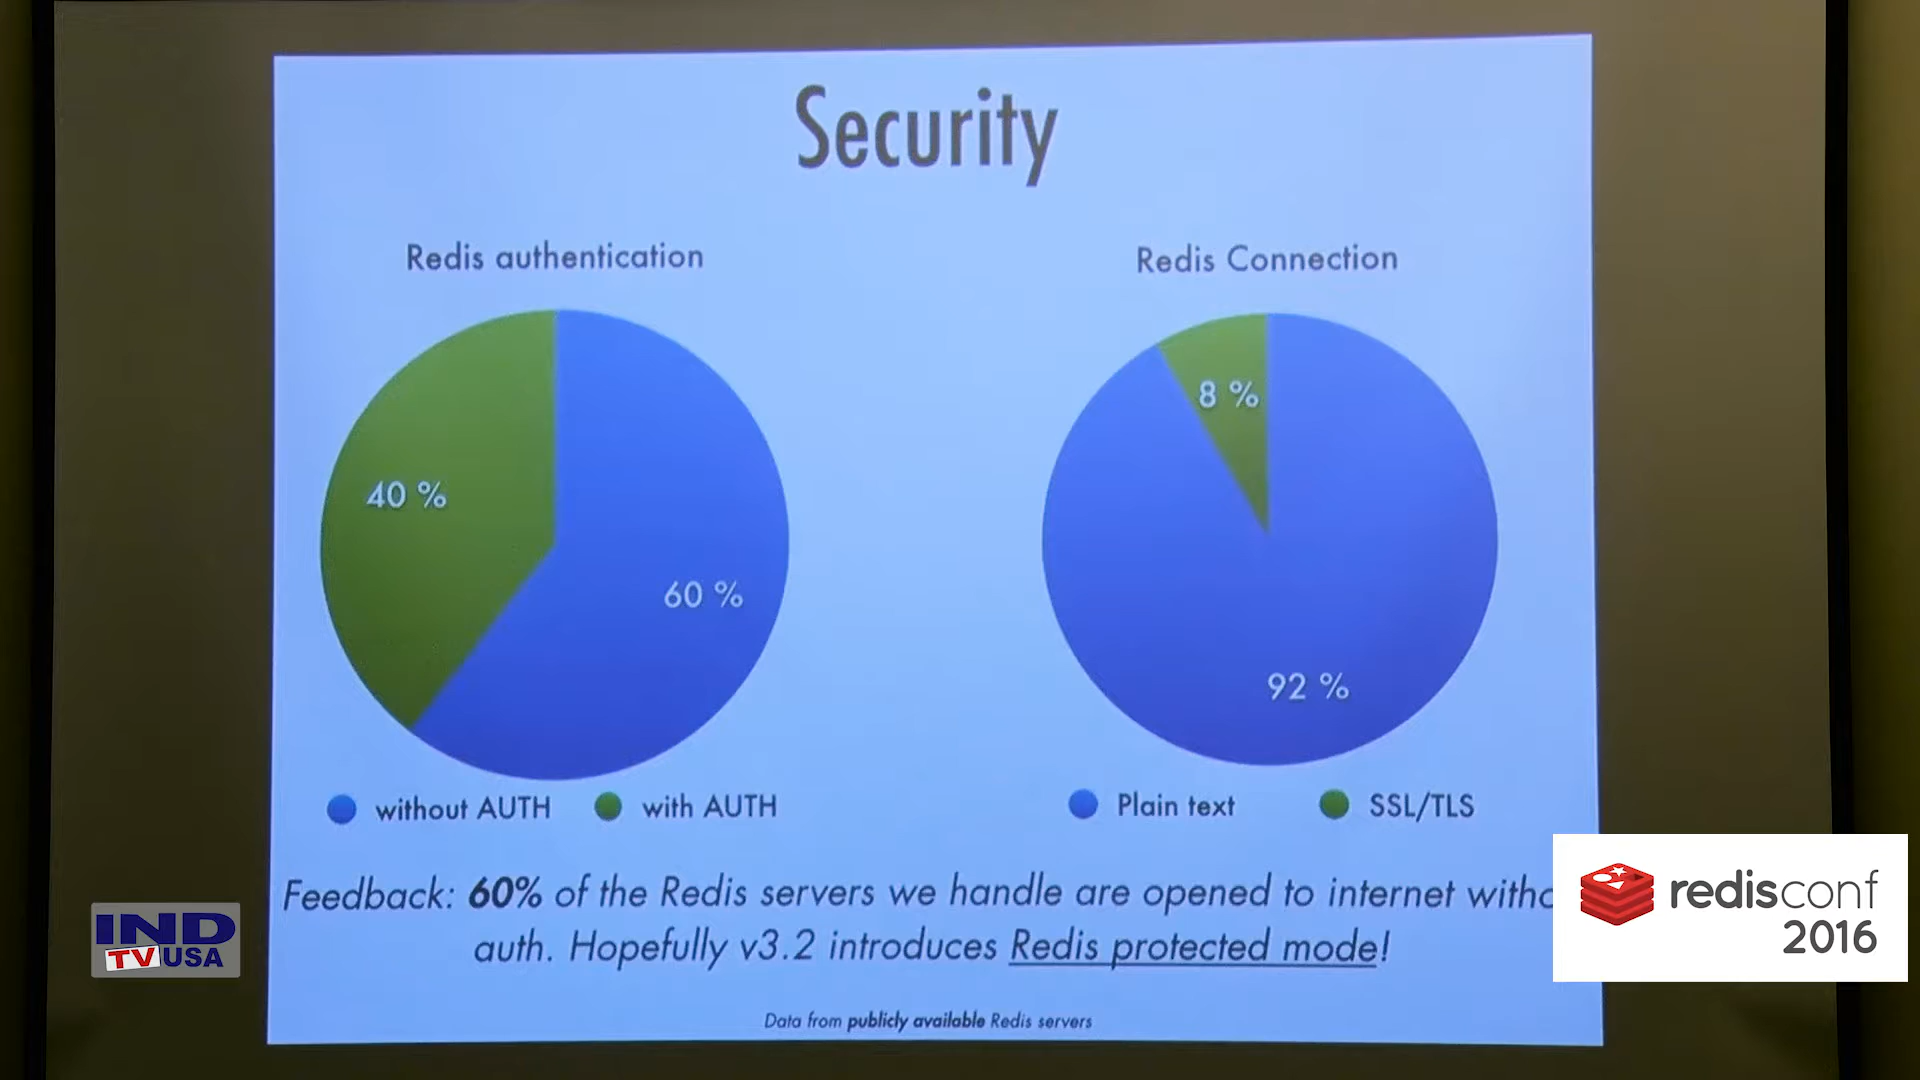 Security
Redis authentication
Redis Connection
40 %
60 %
8 %
92 %
without AUTH
with AUTH
Plain text
SSL/TLS
Feedback: 60% of the Redis servers we handle are opened to internet
auth. Hopefully v3.2 introduces Redis protected mode!
Data from publicly available Redis servers
IND
TV USA
redisconf
2016